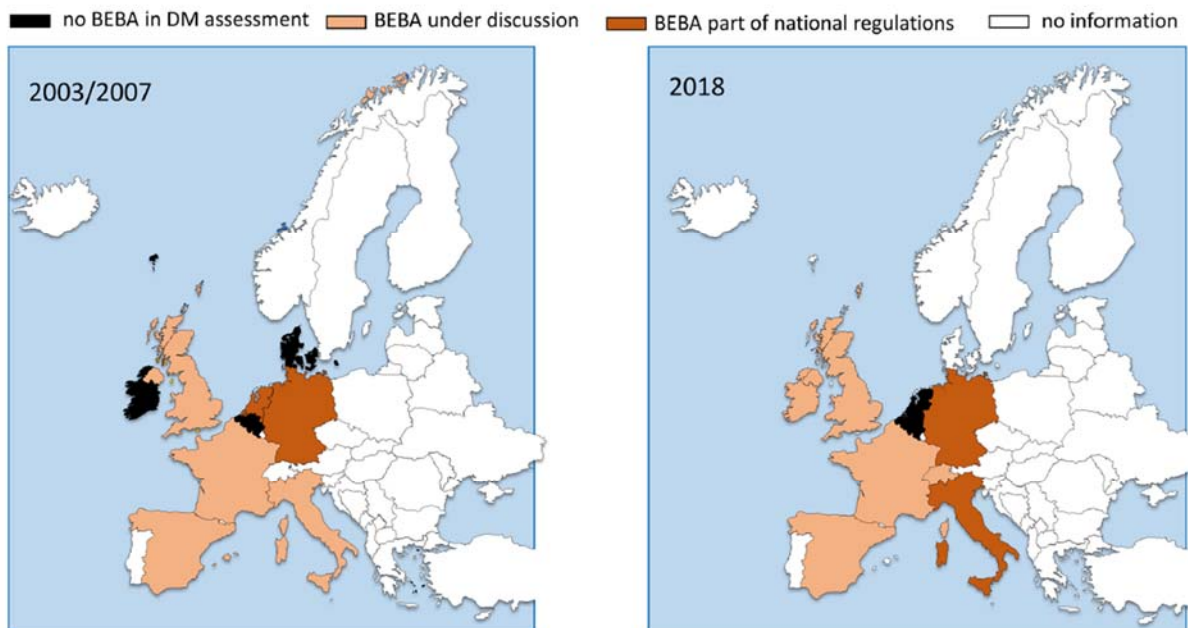 no BEBA in DM assessment BEBA under discussion BEBA part of national regulations no information
2003/2007 2018